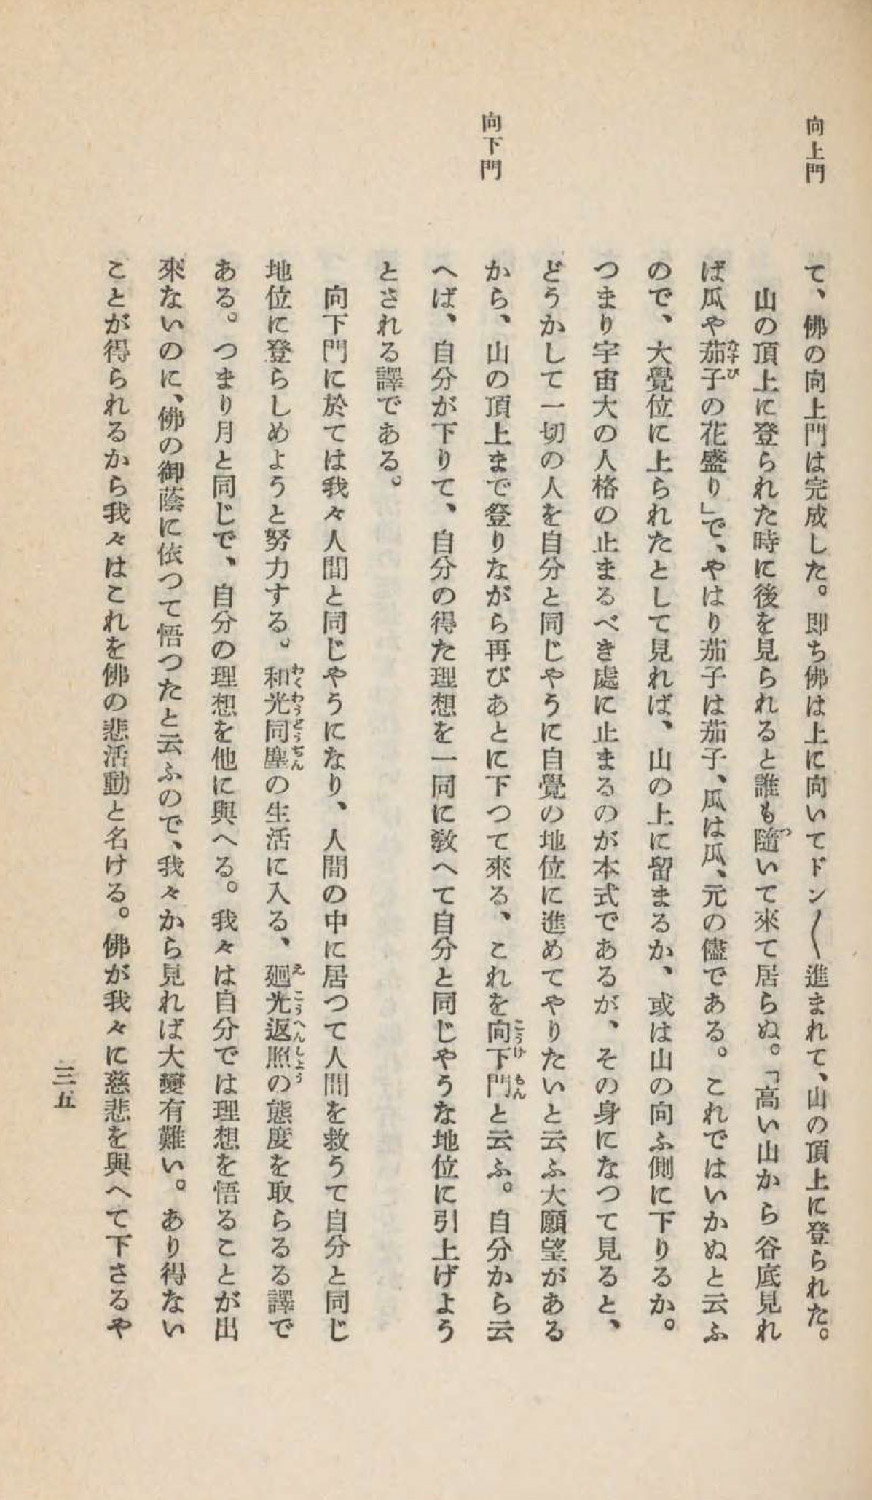 向上門
て、佛の向上門は完成した。即ち佛は上に向いてドン〱進まれて、山の頂上に登られた。
山の頂上に登られた時に後を見られると誰も隨いて來て居らぬ。「高い山から谷底見れ
ば瓜や茄子の花盛り」で、やはり茄子は茄子、瓜は瓜、元の儘である。これではいかぬと云ふ
ので、大覺位に上られたとして見れば、山の上に留まるか、或は山の向ふ側に下りるか。
つまり宇宙大の人格の止まるべき處に止まるのが本式であるが、その身になつて見ると、
どうかして一切の人を自分と同じやうに自覺の地位に進めてやりたいと云ふ大願望がある
向下門
から、山の頂上まで登りながら再びあとに下つて來る、これを向下門と云ふ。自分から云
へば、自分が下りて、自分の得た理想を一同に敎へて自分と同じやうな地位に引上げよう
とされる譯である。
向下門に於ては我々人間と同じやうになり、人間の中に居つて人間を救うて自分と同じ
地位に登らしめようと努力する。和光同塵の生活に入る、廻光返照の態度を取らるる譯で
ある。つまり月と同じで、自分の理想を他に與へる。我々は自分では理想を悟ることが出
來ないのに、佛の御蔭に依つて悟つたと云ふので、我々から見れば大變有難い。あり得ない
ことが得られるから我々はこれを佛の悲活動と名ける。佛が我々に慈悲を與へて下さるや
三五